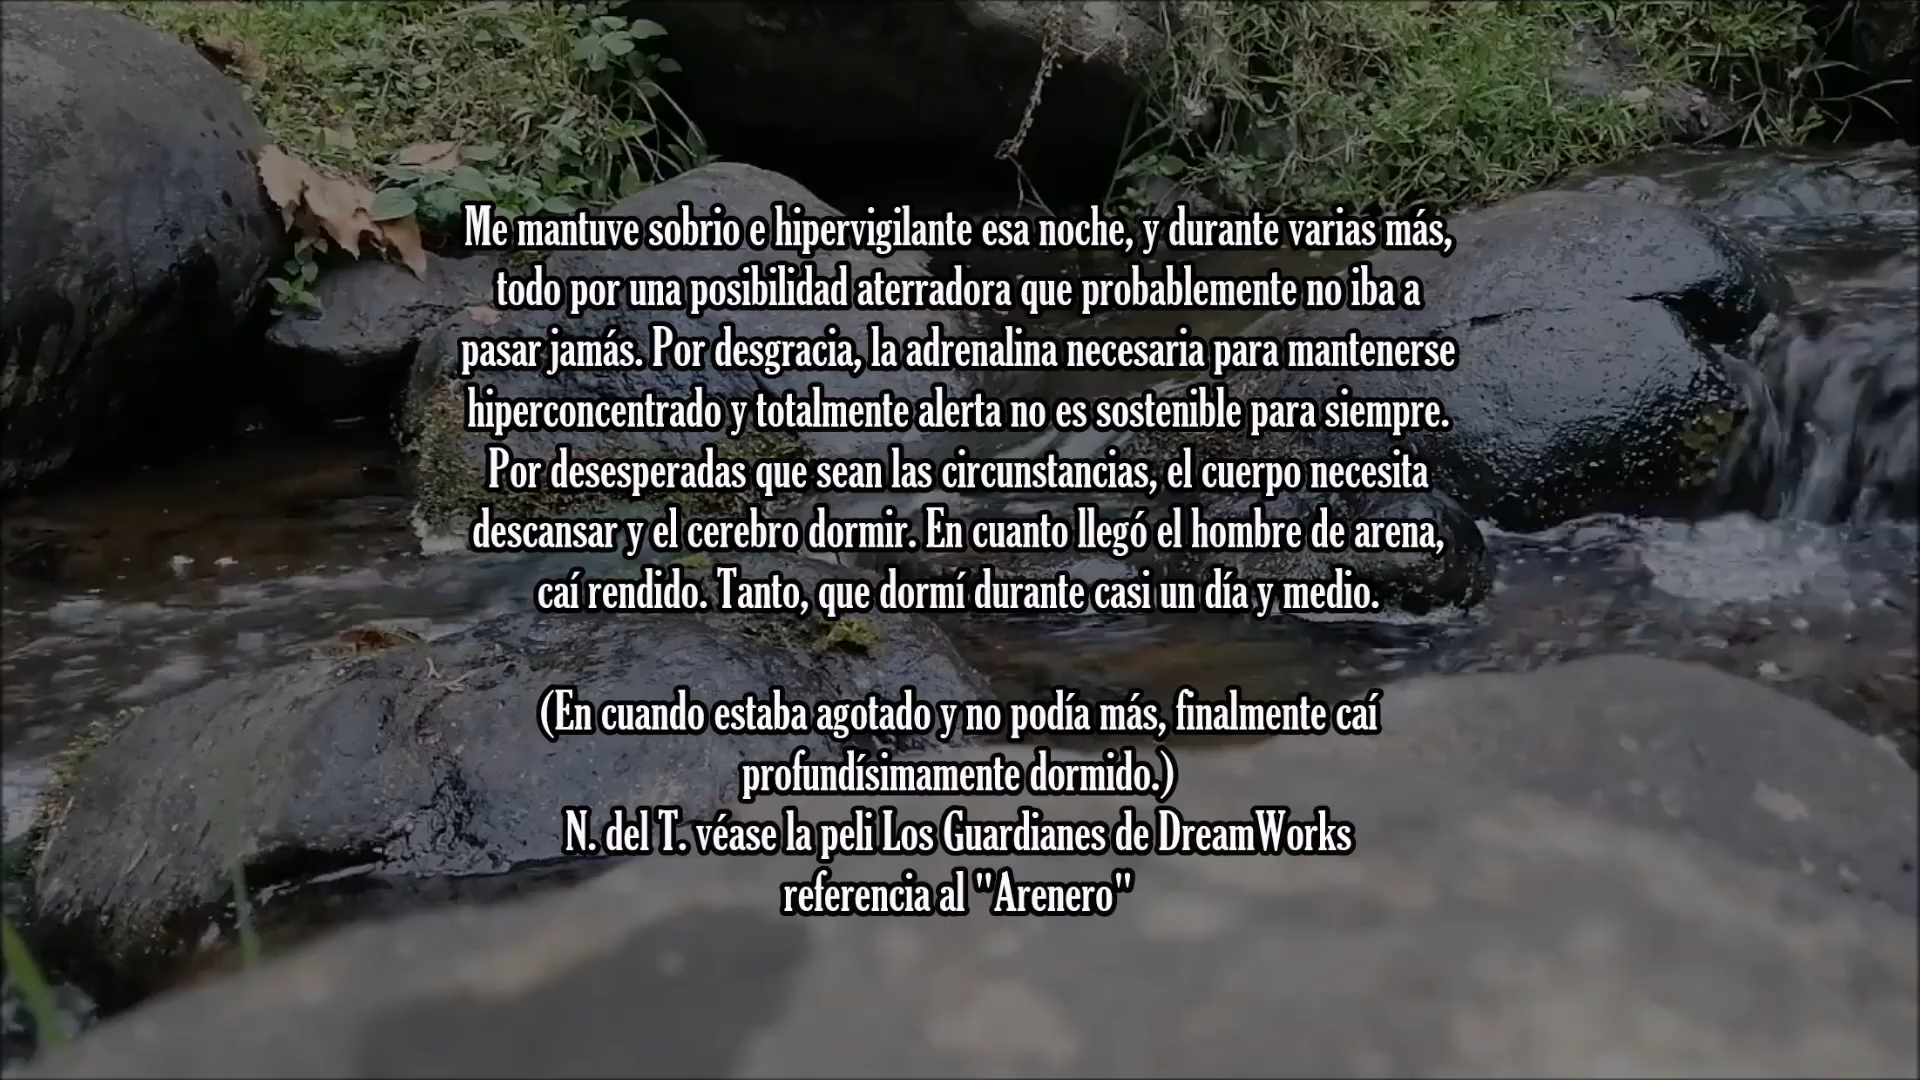 Me mantuve sobrio e hipervigilante esa noche, y durante varias más,
todo por una posibilidad aterradora que probablemente no iba a
pasar jamás. Por desgracia, la adrenalina necesaria para mantenerse
hiperconcentrado y totalmente alerta no es sostenible para siempre.
Por desesperadas que sean las circunstancias, el cuerpo necesita
descansar y el cerebro dormir. En cuanto llegó el hombre de arena,
caí rendido. Tanto, que dormí durante casi un día y medio.
(En cuando estaba agotado y no podía más, finalmente caí
profundísimamente dormido.)
N. del T. véase la peli Los Guardianes de DreamWorks
referencia al "Arenero"